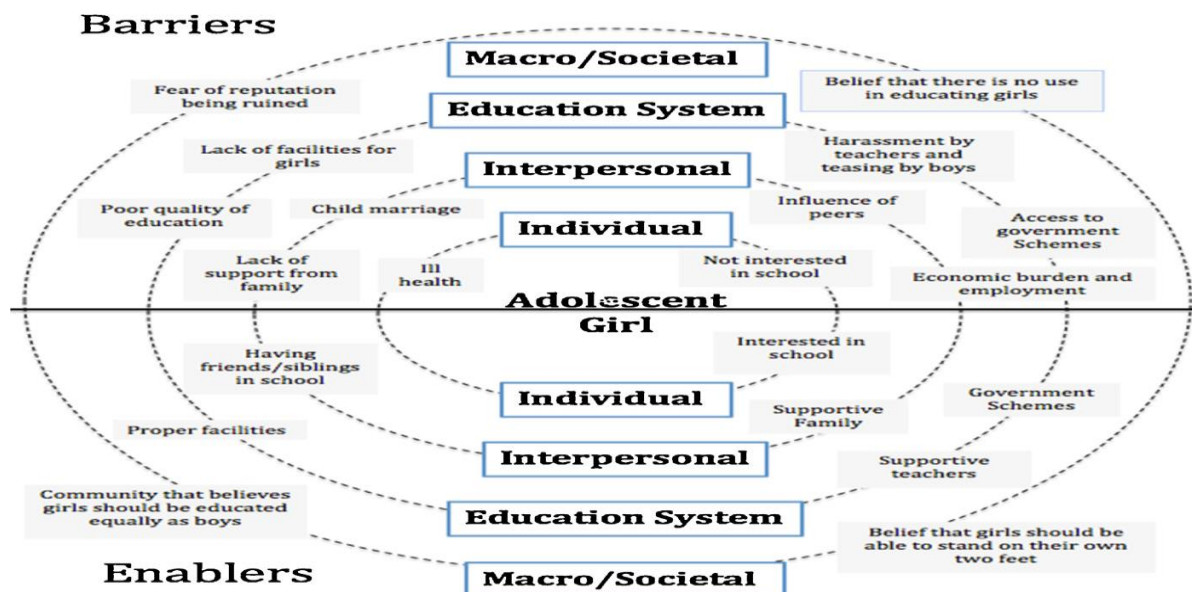 Barriers
Macro/Societal
Fear of reputation
being ruined
Belief that there is no use
in educating girls
Education System
Lack of facilities for
girls
Harassment by
teachers and
teasing by boys
Interpersonal
Poor quality of
education
Child marriage
Influence of
peers
Access to
government
Schemes
Individual
Lack of
support from
family
Ill
health
Not interested
in school
Economic burden and
employment
Adolescent
Girl
Having
friends/siblings
in school
Interested in
school
Individual
Government
Schemes
Supportive
Family
Proper facilities
Interpersonal
Supportive
teachers
Community that believes
girls should be educated
equally as boys
Education System
Belief that girls should be
able to stand on their own
two feet
Enablers
Macro/Societal